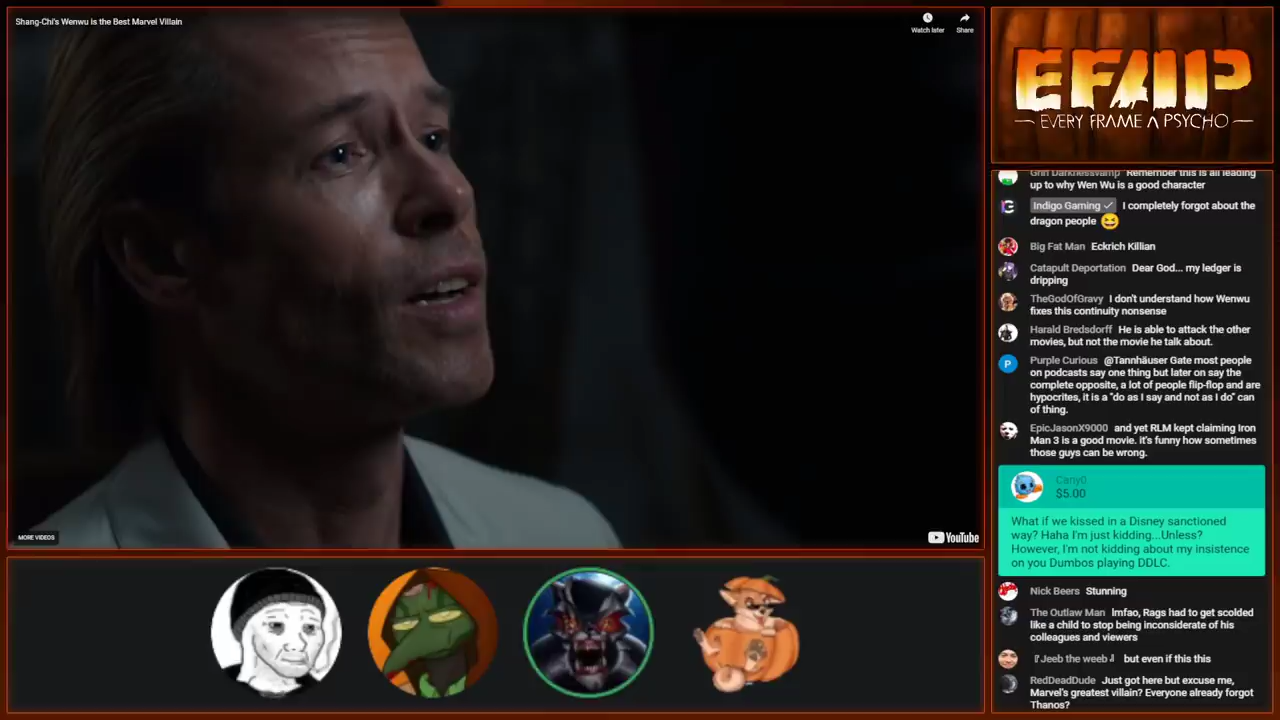 Shang-Chi's Wenwu is the Best Marvel Villain
Watch later
Share
MORE VIDEOS
YouTube
EFAP
EVERY FRAME A PSYCHO
Grin Darknessvamp Remember this is all leading
up to why Wen Wu is a good character
Indigo Gaming ✓ I completely forgot about the
dragon people 😆
Big Fat Man Eckrich Killian
Catapult Deportation Dear God... my ledger is
dripping
TheGodOfGravy I don't understand how Wenwu
fixes this continuity nonsense
Harald Bredsdorff He is able to attack the other
movies, but not the movie he talk about.
P
Purple Curious @Tannhäuser Gate most people
on podcasts say one thing but later on say the
complete opposite, a lot of people flip-flop and are
hypocrites, it is a "do as I say and not as I do" can
of thing.
EpicJasonX9000 and yet RLM kept claiming Iron
Man 3 is a good movie. it's funny how sometimes
those guys can be wrong.
Cany0
$5.00
What if we kissed in a Disney sanctioned
way? Haha I'm just kidding...Unless?
However, I'm not kidding about my insistence
on you Dumbos playing DDLC.
Nick Beers Stunning
The Outlaw Man lmfao, Rags had to get scolded
like a child to stop being inconsiderate of his
colleagues and viewers
『Jeeb the weeb』 but even if this this
RedDeadDude Just got here but excuse me,
Marvel's greatest villain? Everyone already forgot
Thanos?